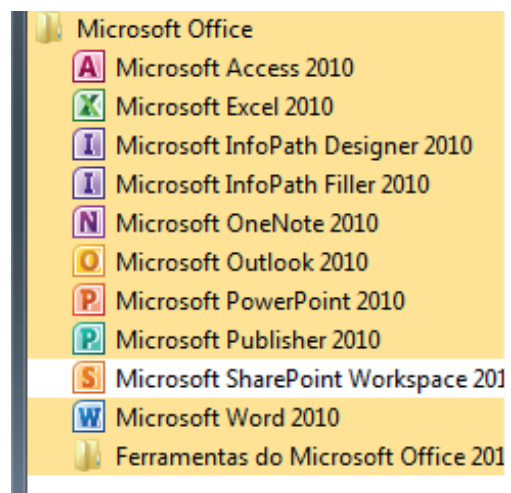 Microsoft Office
A Microsoft Access 2010
X Microsoft Excel 2010
I Microsoft InfoPath Designer 2010
I Microsoft InfoPath Filler 2010
N Microsoft OneNote 2010
O Microsoft Outlook 2010
P Microsoft PowerPoint 2010
P Microsoft Publisher 2010
S Microsoft SharePoint Workspace 201
W Microsoft Word 2010
Ferramentas do Microsoft Office 201